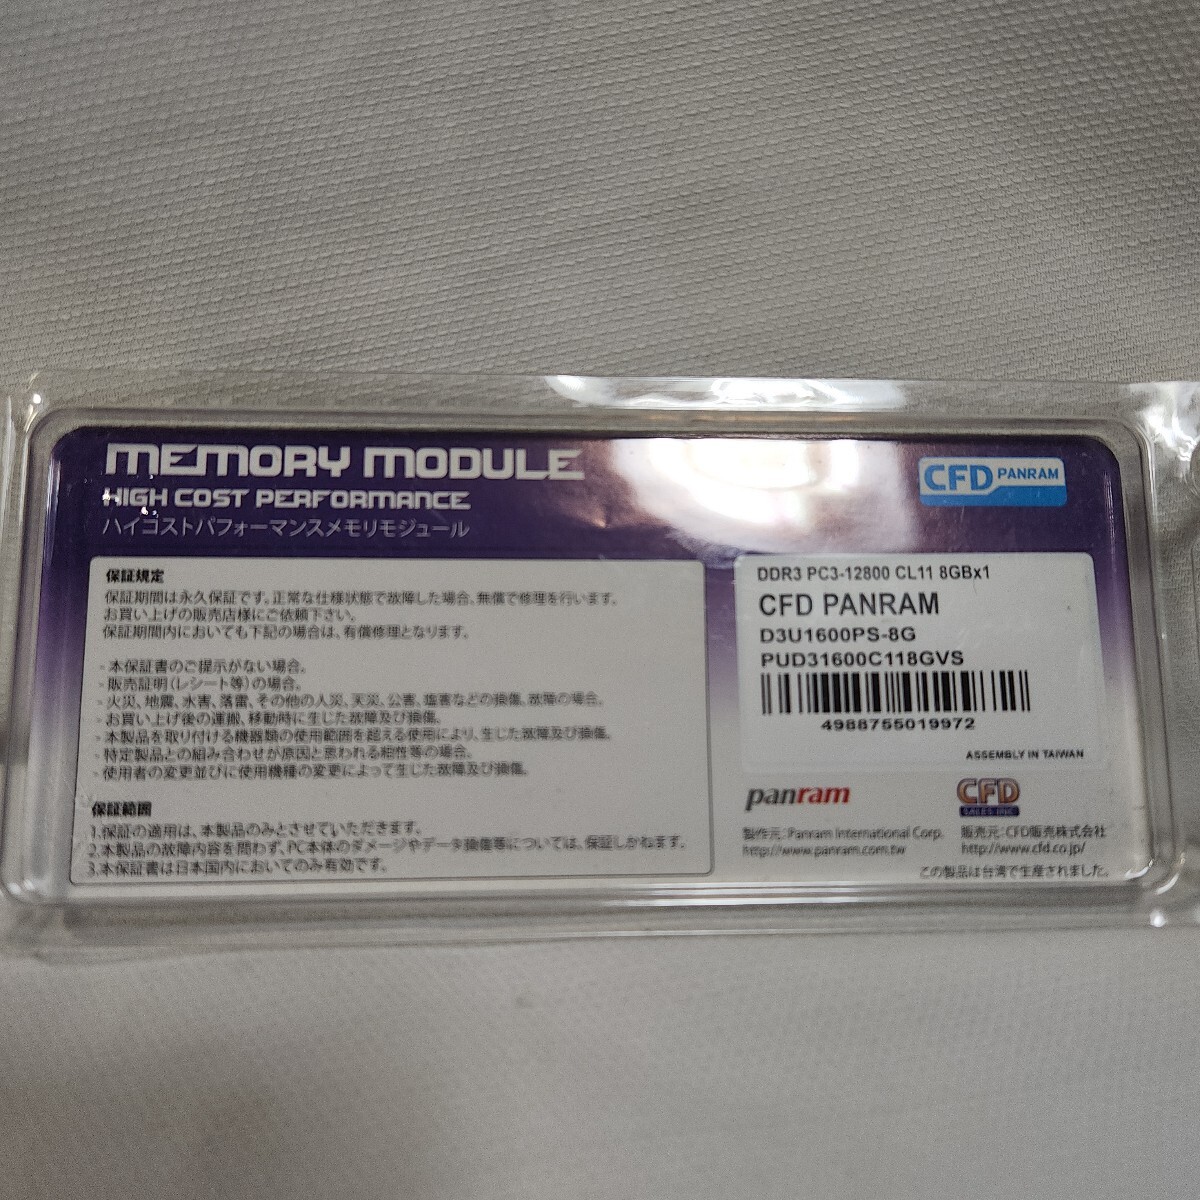 MEMORY MODULE
HIGH COST PERFORMANCE
ハイコストパフォーマンスメモリモジュール
CFD PANRAM
保証規定
保証期間は永久保証です。正常な仕様状態で故障した場合、無償で修理を行います。
お買い上げの販売店様にご依頼下さい。
保証期間内においても下記の場合は、有償修理となります。
・本保証書のご提示がない場合。
・販売証明(レシート等)の場合。
・火災、地震、水害、落雷、その他の人災、天災、公害、塩害などの損傷、故障の場合。
・お買い上げ後の運搬、移動時に生じた故障及び損傷。
・本製品を取り付ける機器類の使用範囲を超える使用により、生じた故障及び損傷。
・特定製品との組み合わせが原因と思われる相性等の場合。
・使用者の変更並びに使用機種の変更によって生じた故障及び損傷。
保証範囲
1.保証の適用は、本製品のみとさせていただきます。
2.本製品の故障内容を問わず、PC本体のダメージやデータ損傷等については、保証しかねます。
3.本保証書は日本国内においてのみ有効です。
DDR3 PC3-12800 CL11 8GBx1
CFD PANRAM
D3U1600PS-8G
PUD31600C118GVS
4988755019972
ASSEMBLY IN TAIWAN
panram
CFD
SALES INC.
製作元：Panram International Corp.
http://www.panram.com.tw
販売元：CFD販売株式会社
http://www.cfd.co.jp/
この製品は台湾で生産されました。